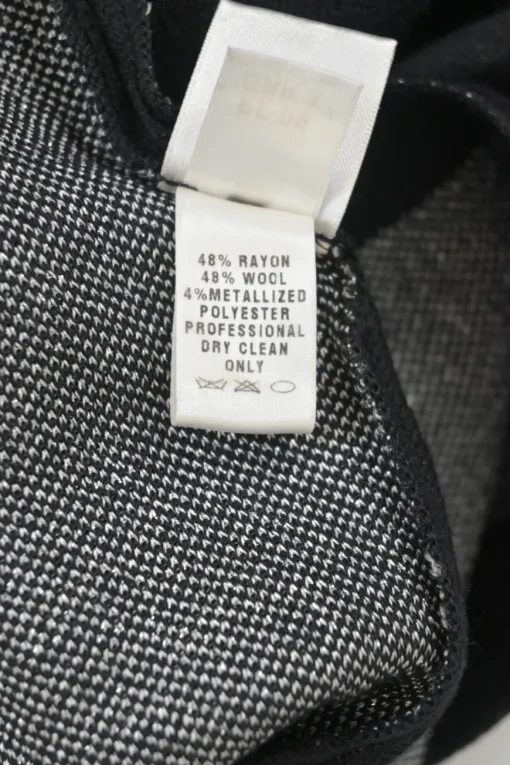 48% RAYON
48% WOOL
4%METALLIZED
POLYESTER
PROFESSIONAL
DRY CLEAN
ONLY